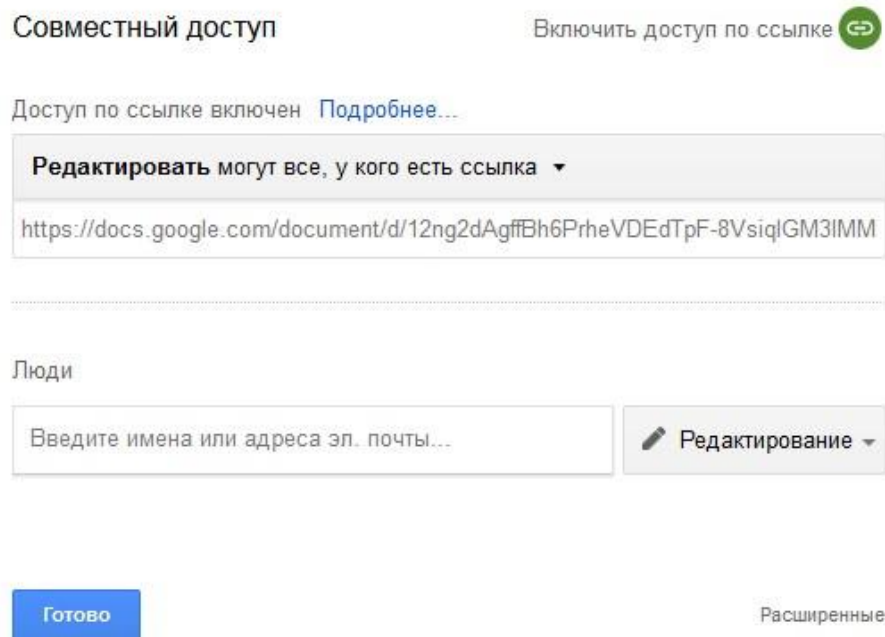 Совместный доступ
Включить доступ по ссылке
Доступ по ссылке включен Подробнее...
Редактировать могут все, у кого есть ссылка
https://docs.google.com/document/d/12ng2dAgffBh6PrheVDEdTpF-8VsiqlGM3lMM
Люди
Введите имена или адреса эл. почты...
Редактирование
Готово
Расширенные